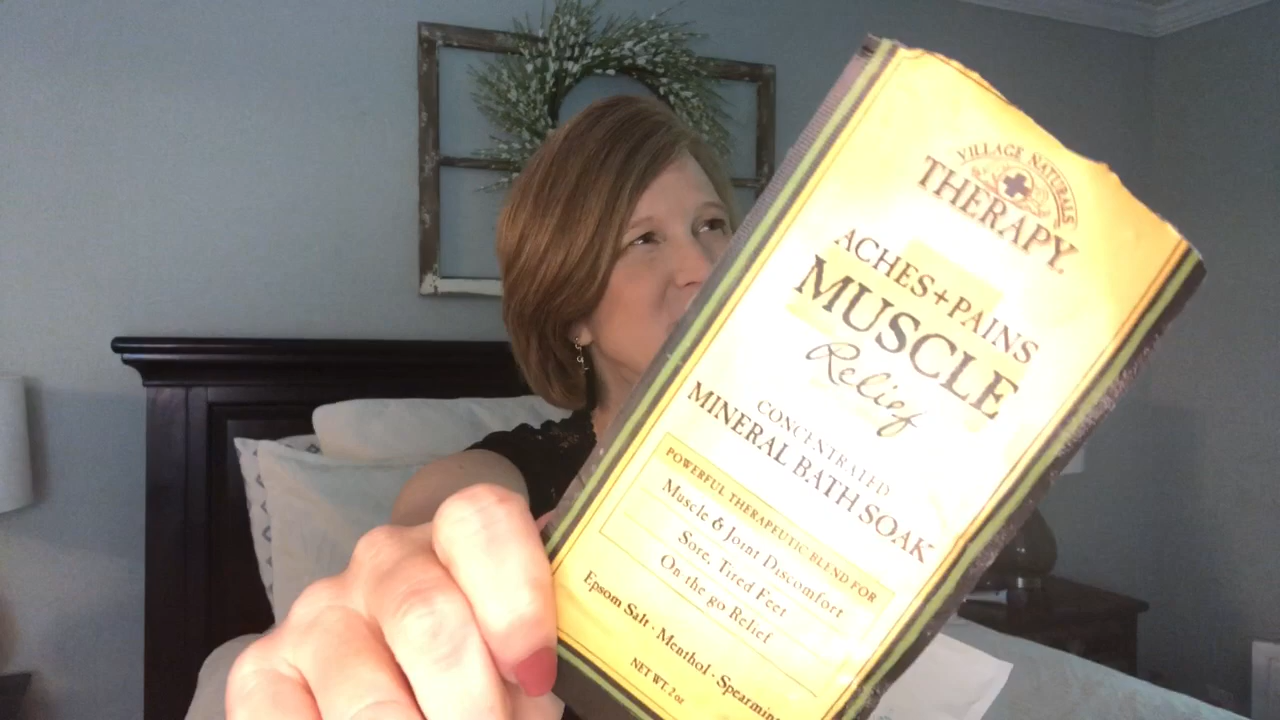 VILLAGE NATURALS
THERAPY.
ACHES+PAINS
MUSCLE
Relief
CONCENTRATED
MINERAL BATH SOAK
POWERFUL THERAPEUTIC BLEND FOR
Muscle & Joint Discomfort
Sore, Tired Feet
On the go Relief
Epsom Salt · Menthol ·
NET WT. 2 oz